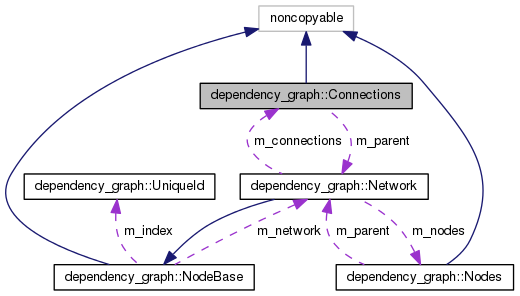 noncopyable
dependency_graph::Connections
m_connections
m_parent
dependency_graph::UniqueId
dependency_graph::Network
m_index
m_network
m_parent
m_nodes
dependency_graph::NodeBase
dependency_graph::Nodes